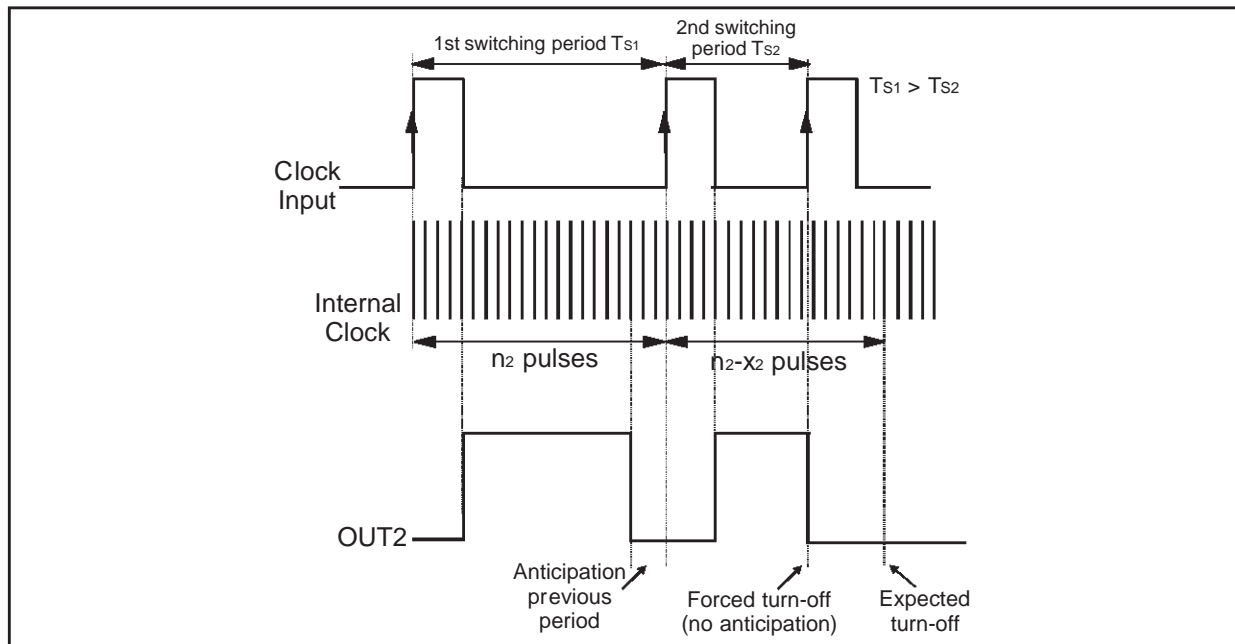 1st switching period TS1
2nd switching
period TS2
TS1 > TS2
Clock
Input
Internal
Clock
n2 pulses
n2-x2 pulses
OUT2
Anticipation
previous
period
Forced turn-off
(no anticipation)
Expected
turn-off